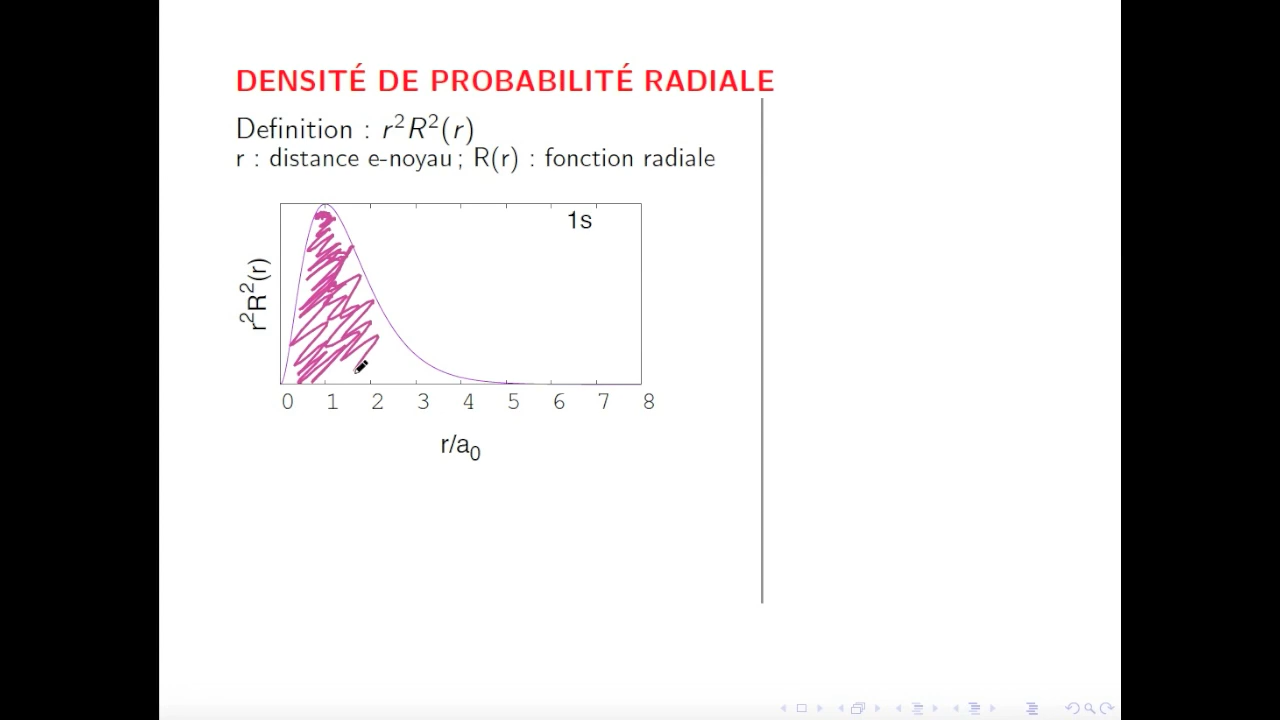 DENSITÉ DE PROBABILITÉ RADIALE
Definition : r²R²(r)
r : distance e-noyau ; R(r) : fonction radiale
1s
r²R²(r)
0 1 2 3 4 5 6 7 8
r/a₀